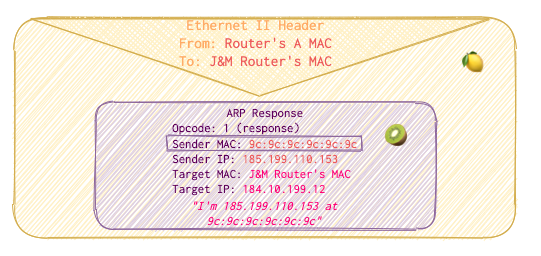 Ethernet II Header
From: Router's A MAC
To: J&M Router's MAC
ARP Response
Opcode: 1 (response)
Sender MAC: 9c:9c:9c:9c:9c:9c
Sender IP: 185.199.110.153
Target MAC: J&M Router's MAC
Target IP: 184.10.199.12
"I'm 185.199.110.153 at
9c:9c:9c:9c:9c:9c"